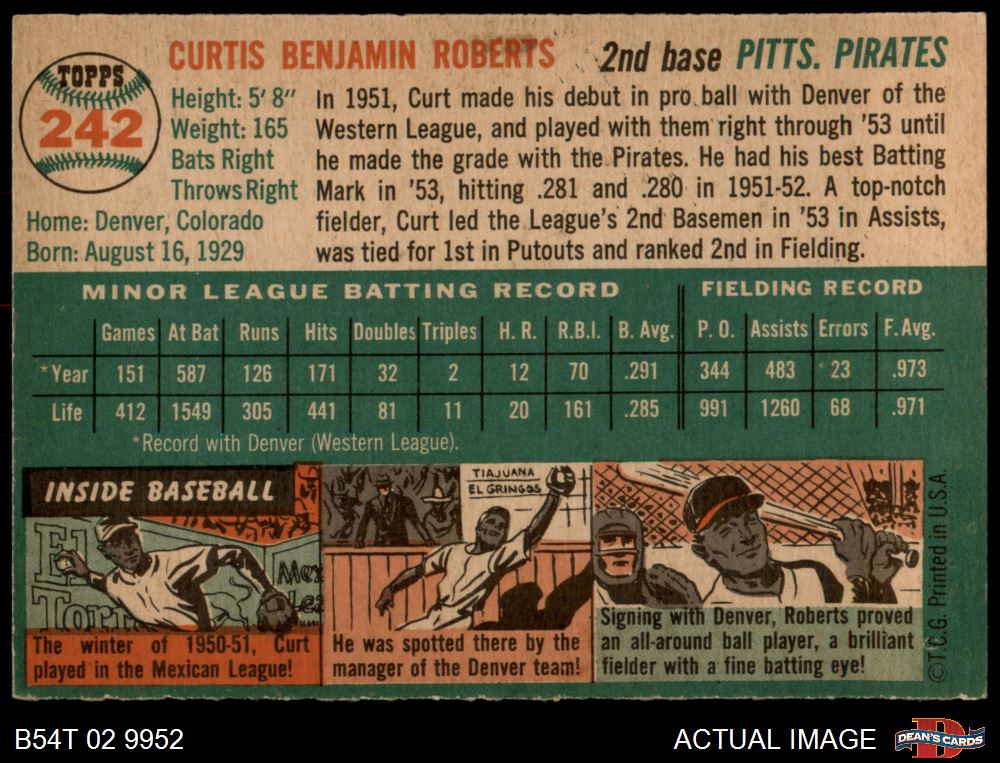 TOPPS
242
CURTIS BENJAMIN ROBERTS 2nd base PITTS. PIRATES
Height: 5' 8"
Weight: 165
Bats Right
Throws Right
Home: Denver, Colorado
Born: August 16, 1929
In 1951, Curt made his debut in pro ball with Denver of the
Western League, and played with them right through '53 until
he made the grade with the Pirates. He had his best Batting
Mark in '53, hitting .281 and .280 in 1951-52. A top-notch
fielder, Curt led the League's 2nd Basemen in '53 in Assists,
was tied for 1st in Putouts and ranked 2nd in Fielding.
MINOR LEAGUE BATTING RECORD FIELDING RECORD
Games At Bat Runs Hits Doubles Triples H. R. R.B.I. B. Avg. P. O. Assists Errors F. Avg.
*Year 151 587 126 171 32 2 12 70 .291 344 483 23 .973
Life 412 1549 305 441 81 11 20 161 .285 991 1260 68 .971
*Record with Denver (Western League).
INSIDE BASEBALL
El
Torr
Mex
Lea
The winter of 1950-51, Curt
played in the Mexican League!
TIAJUANA
EL GRINGOS
He was spotted there by the
manager of the Denver team!
Signing with Denver, Roberts proved
an all-around ball player, a brilliant
fielder with a fine batting eye!
©T.C.G. Printed in U.S.A.
B54T 02 9952
ACTUAL IMAGE
D
DEAN'S CARDS